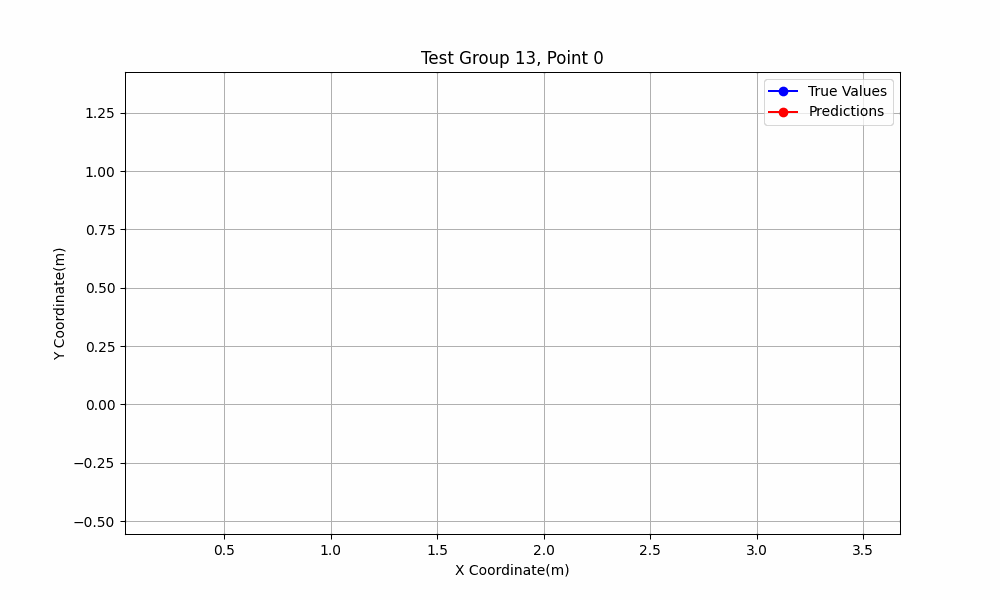 Test Group 13, Point 0
True Values
Predictions
1.25
1.00
0.75
0.50
0.25
0.00
−0.25
−0.50
Y Coordinate(m)
0.5 1.0 1.5 2.0 2.5 3.0 3.5
X Coordinate(m)